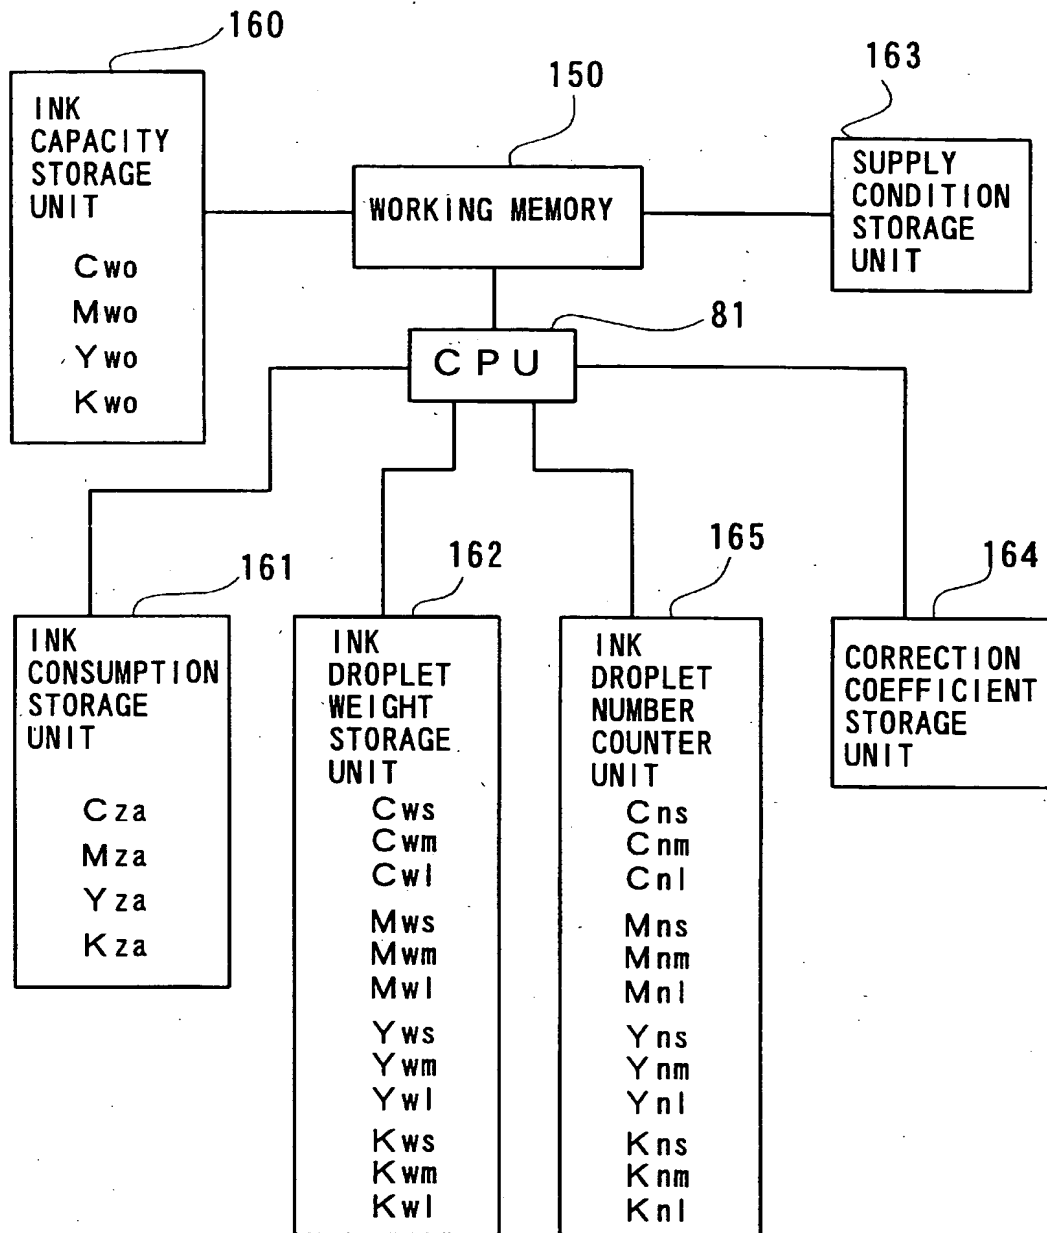 160
INK
CAPACITY
STORAGE
UNIT
Cwo
Mwo
Ywo
Kwo
150
WORKING MEMORY
163
SUPPLY
CONDITION
STORAGE
UNIT
81
CPU
161
INK
CONSUMPTION
STORAGE
UNIT
Cza
Mza
Yza
Kza
162
INK
DROPLET
WEIGHT
STORAGE
UNIT
Cws
Cwm
Cwl
Mws
Mwm
Mwl
Yws
Ywm
Ywl
Kws
Kwm
Kwl
165
INK
DROPLET
NUMBER
COUNTER
UNIT
Cns
Cnm
Cnl
Mns
Mnm
Mnl
Yns
Ynm
Ynl
Kns
Knm
Knl
164
CORRECTION
COEFFICIENT
STORAGE
UNIT